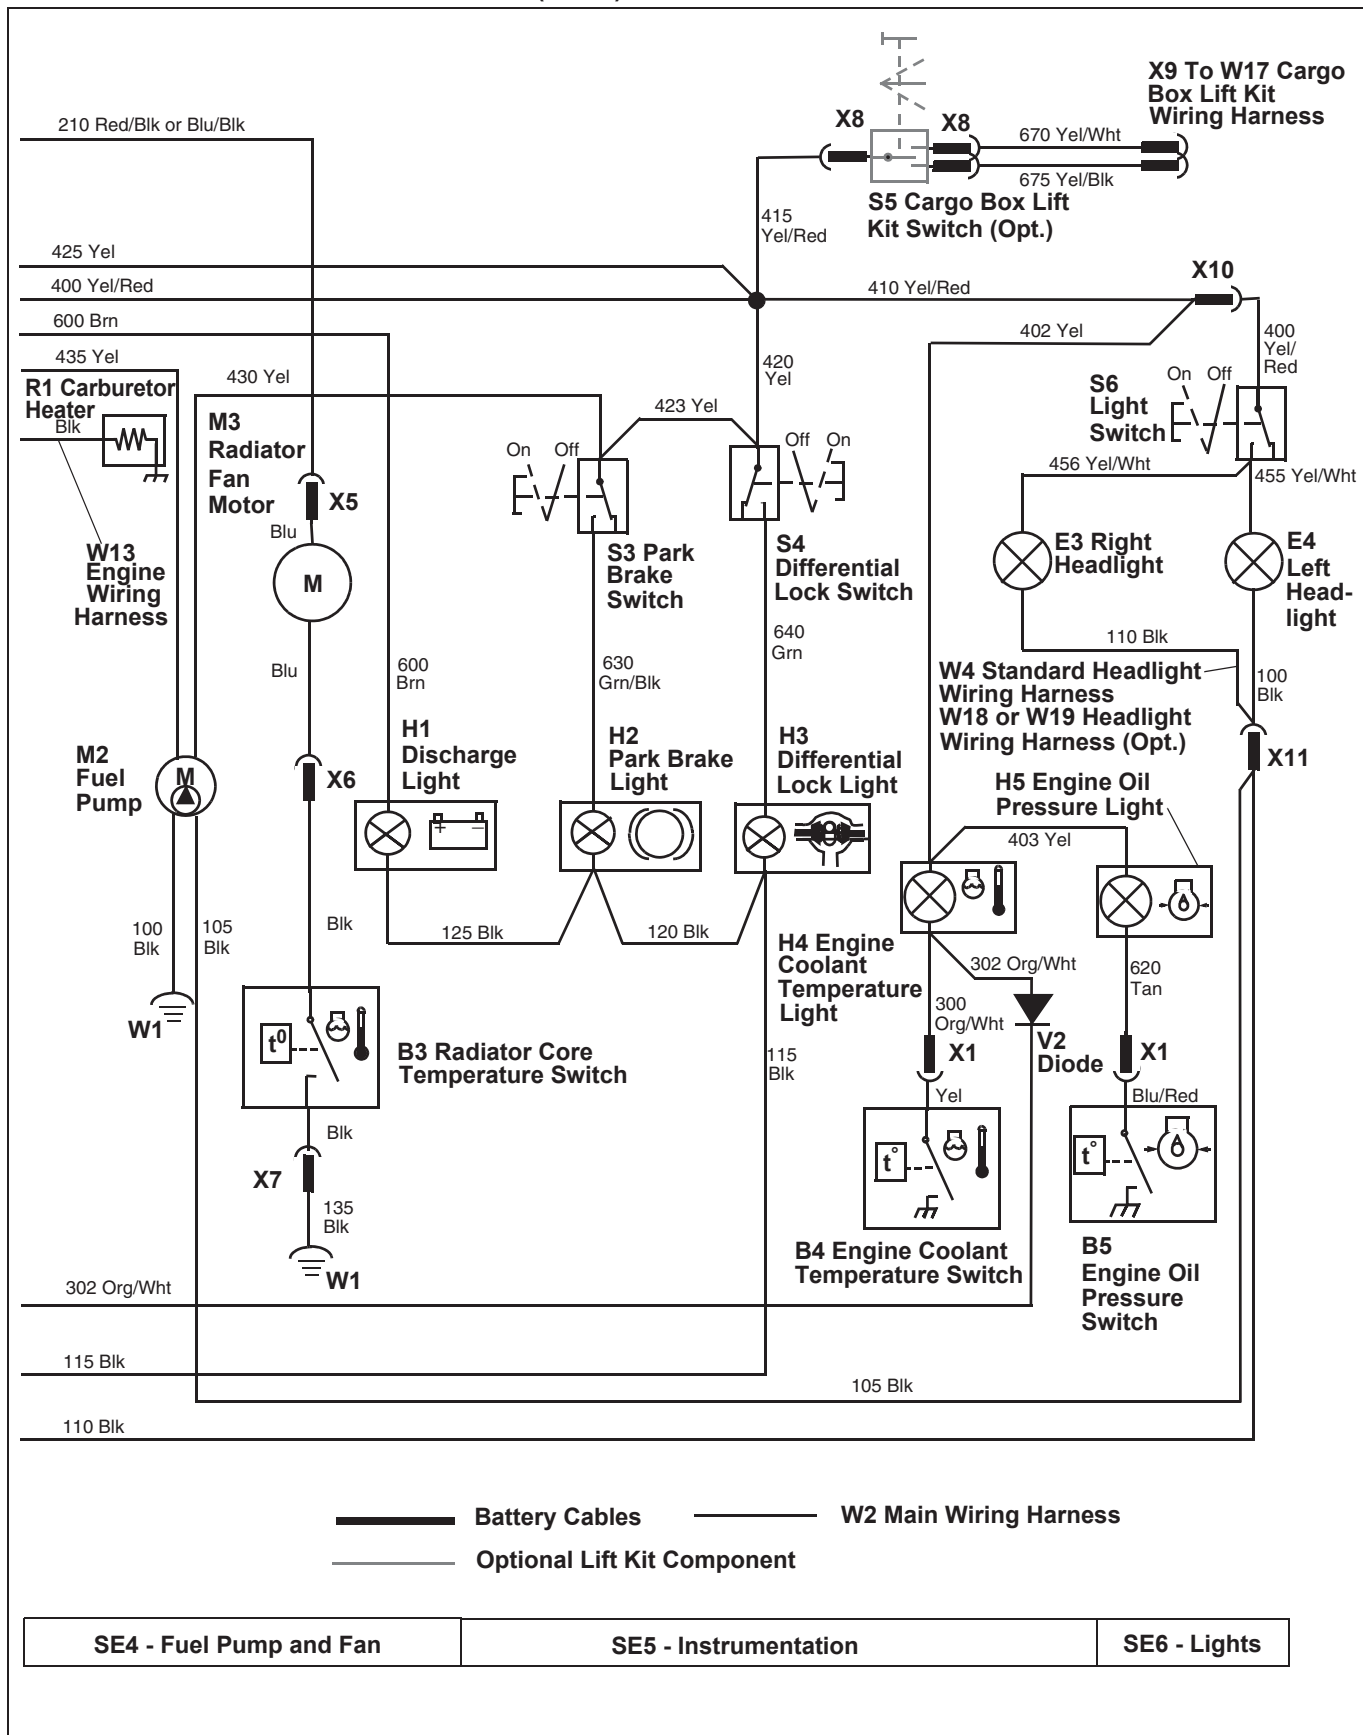 X9 To W17 Cargo
Box Lift Kit
Wiring Harness
X8
X8
210 Red/Blk or Blu/Blk
670 Yel/Wht
675 Yel/Blk
S5 Cargo Box Lift
Kit Switch (Opt.)
415
Yel/Red
425 Yel
X10
400 Yel/Red
410 Yel/Red
600 Brn
402 Yel
400
Yel/
Red
435 Yel
420
Yel
430 Yel
R1 Carburetor
Heater
Blk
On
Off
S6
Light
Switch
423 Yel
M3
Radiator
Fan
Motor
On
Off
Off
On
456 Yel/Wht
455 Yel/Wht
X5
Blu
W13
Engine
Wiring
Harness
M
S3 Park
Brake
Switch
S4
Differential
Lock Switch
E3 Right
Headlight
E4
Left
Head-
light
110 Blk
640
Grn
Blu
600
Brn
630
Grn/Blk
W4 Standard Headlight
Wiring Harness
W18 or W19 Headlight
Wiring Harness (Opt.)
100
Blk
X11
M2
Fuel
Pump
M
X6
H1
Discharge
Light
H2
Park Brake
Light
H3
Differential
Lock Light
H5 Engine Oil
Pressure Light
+
–
403 Yel
100
Blk
105
Blk
Blk
125 Blk
120 Blk
H4 Engine
Coolant
Temperature
Light
302 Org/Wht
620
Tan
300
Org/Wht
W1
t0
B3 Radiator Core
Temperature Switch
115
Blk
X1
V2
Diode
X1
Yel
Blu/Red
Blk
X7
t°
t°
135
Blk
W1
B4 Engine Coolant
Temperature Switch
B5
Engine Oil
Pressure
Switch
302 Org/Wht
115 Blk
105 Blk
110 Blk
Battery Cables
W2 Main Wiring Harness
Optional Lift Kit Component
SE4 - Fuel Pump and Fan
SE5 - Instrumentation
SE6 - Lights